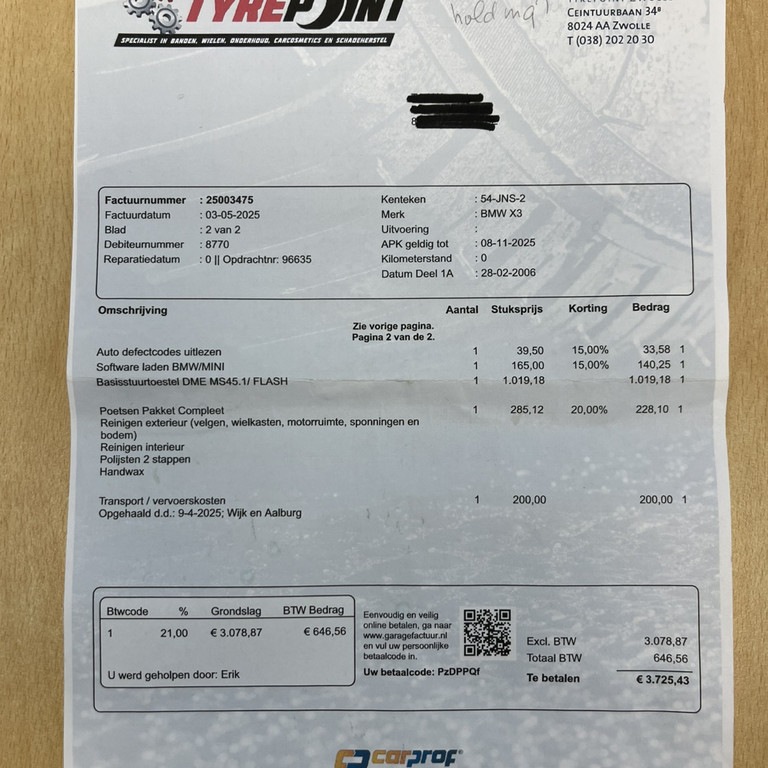 TYREPOINT
SPECIALIST IN BANDEN, WIELEN, ONDERHOUD, CARCOSMETICS EN SCHADEHERSTEL
Ceintuurbaan 34ᵉ
8024 AA Zwolle
T (038) 202 20 30
Factuurnummer : 25003475
Factuurdatum : 03-05-2025
Blad : 2 van 2
Debiteurnummer : 8770
Reparatiedatum : 0 || Opdrachtnr: 96635
Kenteken : 54-JNS-2
Merk : BMW X3
Uitvoering :
APK geldig tot : 08-11-2025
Kilometerstand : 0
Datum Deel 1A : 28-02-2006
Omschrijving Aantal Stuksprijs Korting Bedrag
Zie vorige pagina.
Pagina 2 van de 2.
Auto defectcodes uitlezen 1 39,50 15,00% 33,58 1
Software laden BMW/MINI 1 165,00 15,00% 140,25 1
Basisstuurtoestel DME MS45.1/ FLASH 1 1.019,18 1.019,18 1
Poetsen Pakket Compleet 1 285,12 20,00% 228,10 1
Reinigen exterieur (velgen, wielkasten, motorruimte, sponningen en
bodem)
Reinigen interieur
Polijsten 2 stappen
Handwax
Transport / vervoerskosten 1 200,00 200,00 1
Opgehaald d.d.: 9-4-2025; Wijk en Aalburg
Btwcode % Grondslag BTW Bedrag
1 21,00 € 3.078,87 € 646,56
U werd geholpen door: Erik
Eenvoudig en veilig
online betalen, ga naar
www.garagefactuur.nl
en vul uw persoonlijke
betaalcode in.
Uw betaalcode: PzDPPQf
Excl. BTW 3.078,87
Totaal BTW 646,56
Te betalen € 3.725,43
carprof